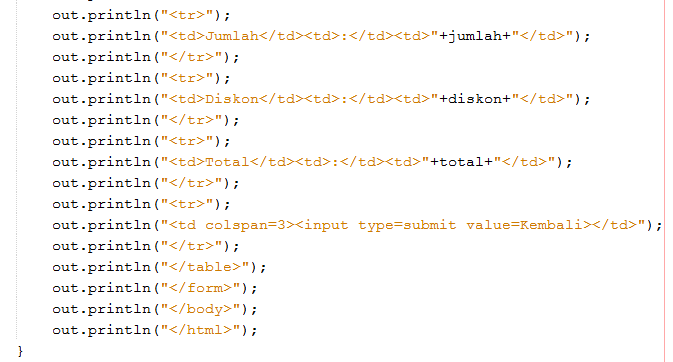 out.println("<tr>");
out.println("<td>Jumlah</td><td>:</td><td>"+jumlah+"</td>");
out.println("</tr>");
out.println("<tr>");
out.println("<td>Diskon</td><td>:</td><td>"+diskon+"</td>");
out.println("</tr>");
out.println("<tr>");
out.println("<td>Total</td><td>:</td><td>"+total+"</td>");
out.println("</tr>");
out.println("<tr>");
out.println("<td colspan=3><input type=submit value=Kembali></td>");
out.println("</tr>");
out.println("</table>");
out.println("</form>");
out.println("</body>");
out.println("</html>");
}